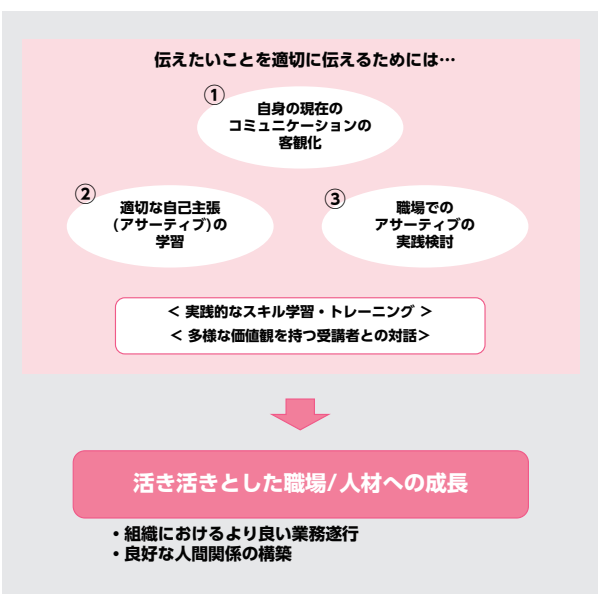 伝えたいことを適切に伝えるためには…
①
自身の現在の
コミュニケーションの
客観化
②
適切な自己主張
(アサーティブ)の
学習
③
職場での
アサーティブの
実践検討
< 実践的なスキル学習・トレーニング >
< 多様な価値観を持つ受講者との対話>
活き活きとした職場/人材への成長
・組織におけるより良い業務遂行
・良好な人間関係の構築